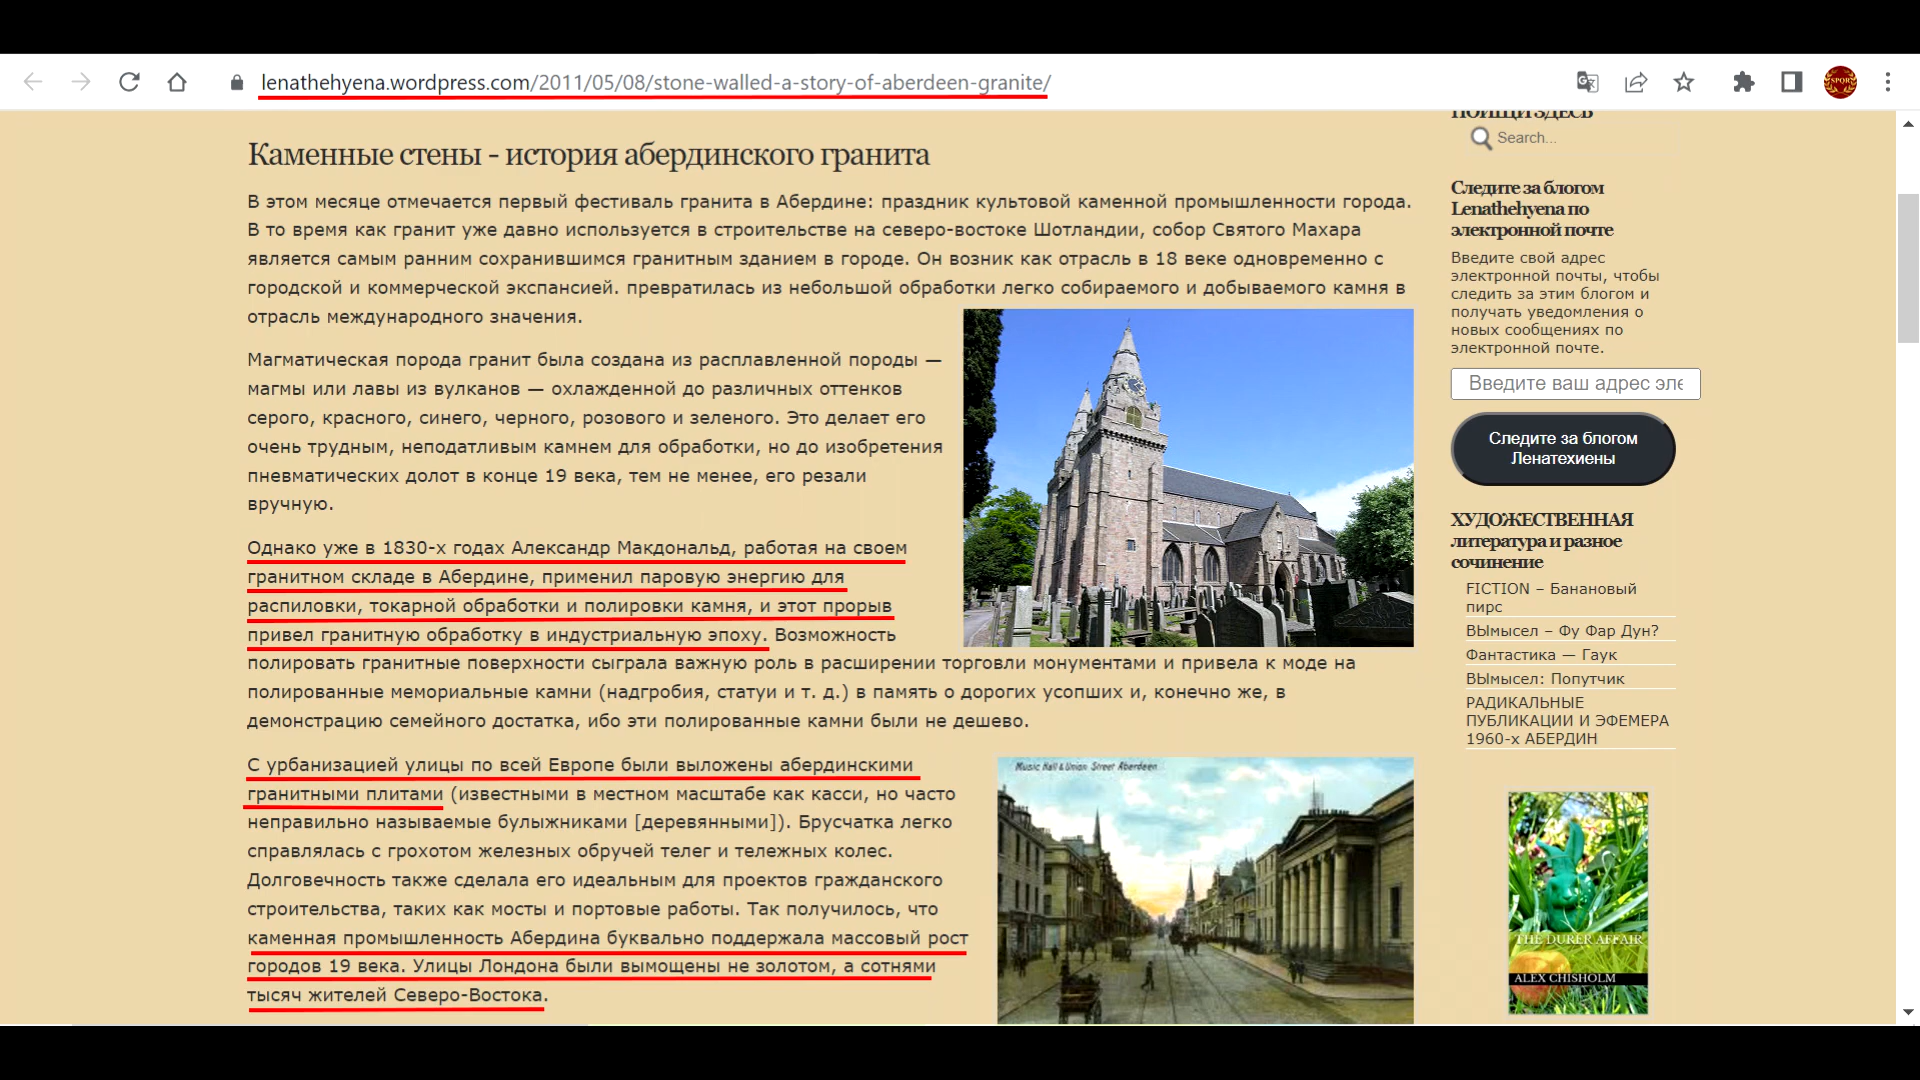 lenathehyena.wordpress.com/2011/05/08/stone-walled-a-story-of-aberdeen-granite/
SPQR
Каменные стены - история абердинского гранита
В этом месяце отмечается первый фестиваль гранита в Абердине: праздник культовой каменной промышленности города.
В то время как гранит уже давно используется в строительстве на северо-востоке Шотландии, собор Святого Махара
является самым ранним сохранившимся гранитным зданием в городе. Он возник как отрасль в 18 веке одновременно с
городской и коммерческой экспансией. превратилась из небольшой обработки легко собираемого и добываемого камня в
отрасль международного значения.
Магматическая порода гранит была создана из расплавленной породы —
магмы или лавы из вулканов — охлажденной до различных оттенков
серого, красного, синего, черного, розового и зеленого. Это делает его
очень трудным, неподатливым камнем для обработки, но до изобретения
пневматических долот в конце 19 века, тем не менее, его резали
вручную.
Однако уже в 1830-х годах Александр Макдональд, работая на своем
гранитном складе в Абердине, применил паровую энергию для
распиловки, токарной обработки и полировки камня, и этот прорыв
привел гранитную обработку в индустриальную эпоху. Возможность
полировать гранитные поверхности сыграла важную роль в расширении торговли монументами и привела к моде на
полированные мемориальные камни (надгробия, статуи и т. д.) в память о дорогих усопших и, конечно же, в
демонстрацию семейного достатка, ибо эти полированные камни были не дешево.
С урбанизацией улицы по всей Европе были выложены абердинскими
гранитными плитами (известными в местном масштабе как касси, но часто
неправильно называемые булыжниками [деревянными]). Брусчатка легко
справлялась с грохотом железных обручей телег и тележных колес.
Долговечность также сделала его идеальным для проектов гражданского
строительства, таких как мосты и портовые работы. Так получилось, что
каменная промышленность Абердина буквально поддержала массовый рост
городов 19 века. Улицы Лондона были вымощены не золотом, а сотнями
тысяч жителей Северо-Востока.
Music Hall & Union Street Aberdeen
ПОИЩИ ЗДЕСЬ
Search...
Следите за блогом
Lenathehyena по
электронной почте
Введите свой адрес
электронной почты, чтобы
следить за этим блогом и
получать уведомления о
новых сообщениях по
электронной почте.
Введите ваш адрес эле
Следите за блогом
Ленатехиены
ХУДОЖЕСТВЕННАЯ
литература и разное
сочинение
FICTION – Банановый
пирс
ВЫмысел – Фу Фар Дун?
Фантастика — Гаук
ВЫмысел: Попутчик
РАДИКАЛЬНЫЕ
ПУБЛИКАЦИИ И ЭФЕМЕРА
1960-х АБЕРДИН
THE DURER AFFAIR
ALEX CHISHOLM